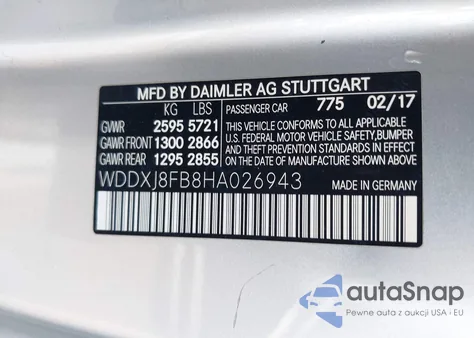 MFD BY DAIMLER AG STUTTGART
KG LBS
PASSENGER CAR 775 02/17
GVWR 2595 5721
GAWR FRONT 1300 2866
GAWR REAR 1295 2855
THIS VEHICLE CONFORMS TO ALL APPLICABLE
U.S. FEDERAL MOTOR VEHICLE SAFETY,BUMPER
AND THEFT PREVENTION STANDARDS IN EFFECT
ON THE DATE OF MANUFACTURE SHOWN ABOVE.
WDDXJ8FB8HA026943
MADE IN GERMANY
autoSnap
Pewne auta z aukcji USA i EU